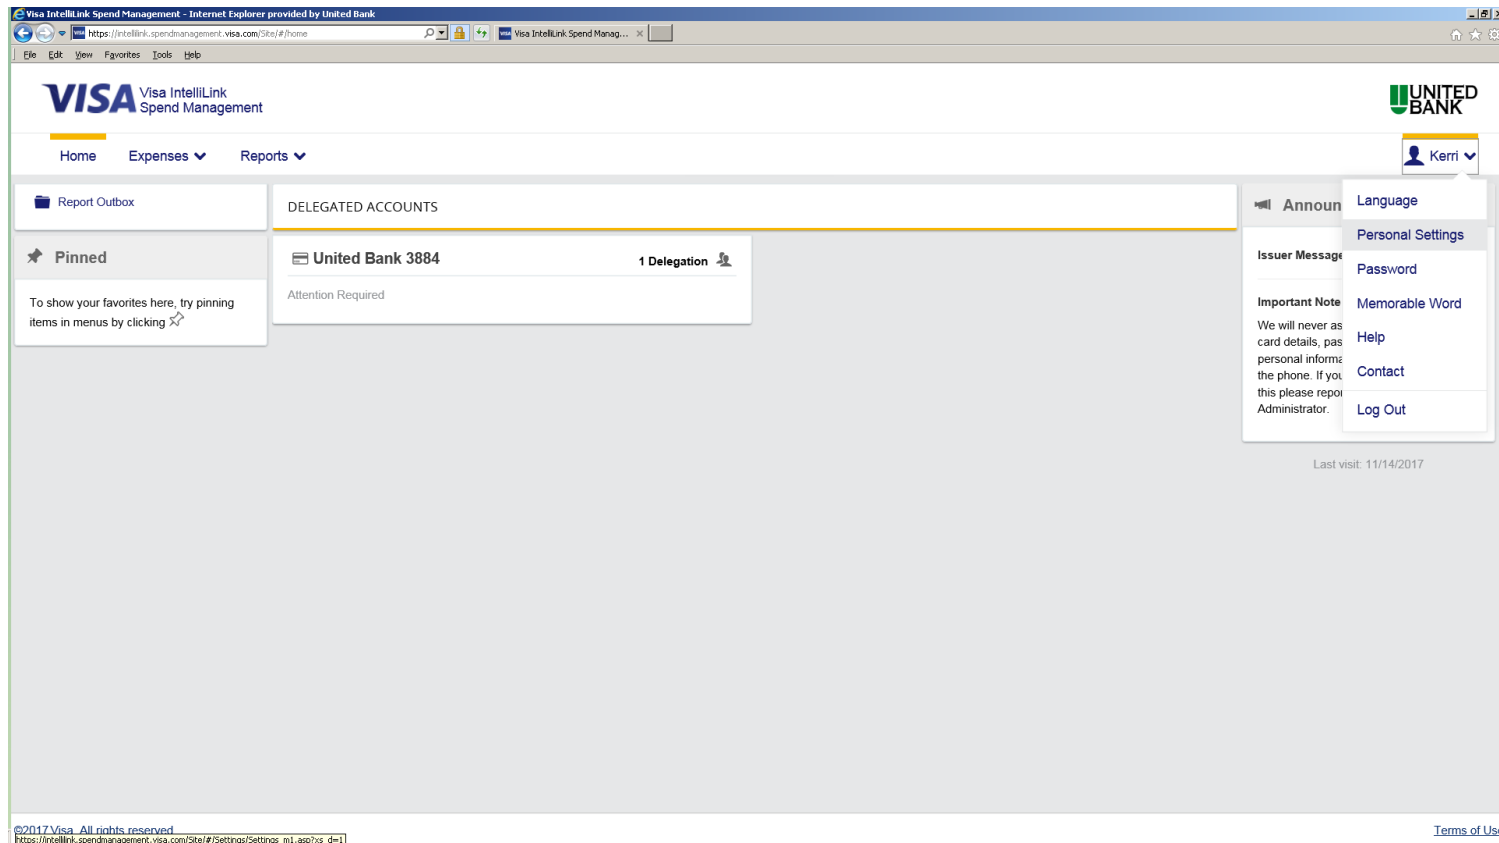 Visa IntelliLink Spend Management - Internet Explorer provided by United Bank
https://intellilink.spendmanagement.visa.com/Site/#/home
Visa IntelliLink Spend Manag...
File Edit View Favorites Tools Help
VISA Visa IntelliLink
Spend Management
UNITED
BANK
Home Expenses Reports
Kerri
Report Outbox
Pinned
To show your favorites here, try pinning
items in menus by clicking
DELEGATED ACCOUNTS
United Bank 3884
1 Delegation
Attention Required
Announ
Issuer Message
Important Note
We will never as
card details, pas
personal informa
the phone. If you
this please repor
Administrator.
Language
Personal Settings
Password
Memorable Word
Help
Contact
Log Out
Last visit: 11/14/2017
©2017 Visa. All rights reserved
https://intellilink.spendmanagement.visa.com/Site/#/Settings/Settings_m1.asp?xs_d=1
Terms of Use